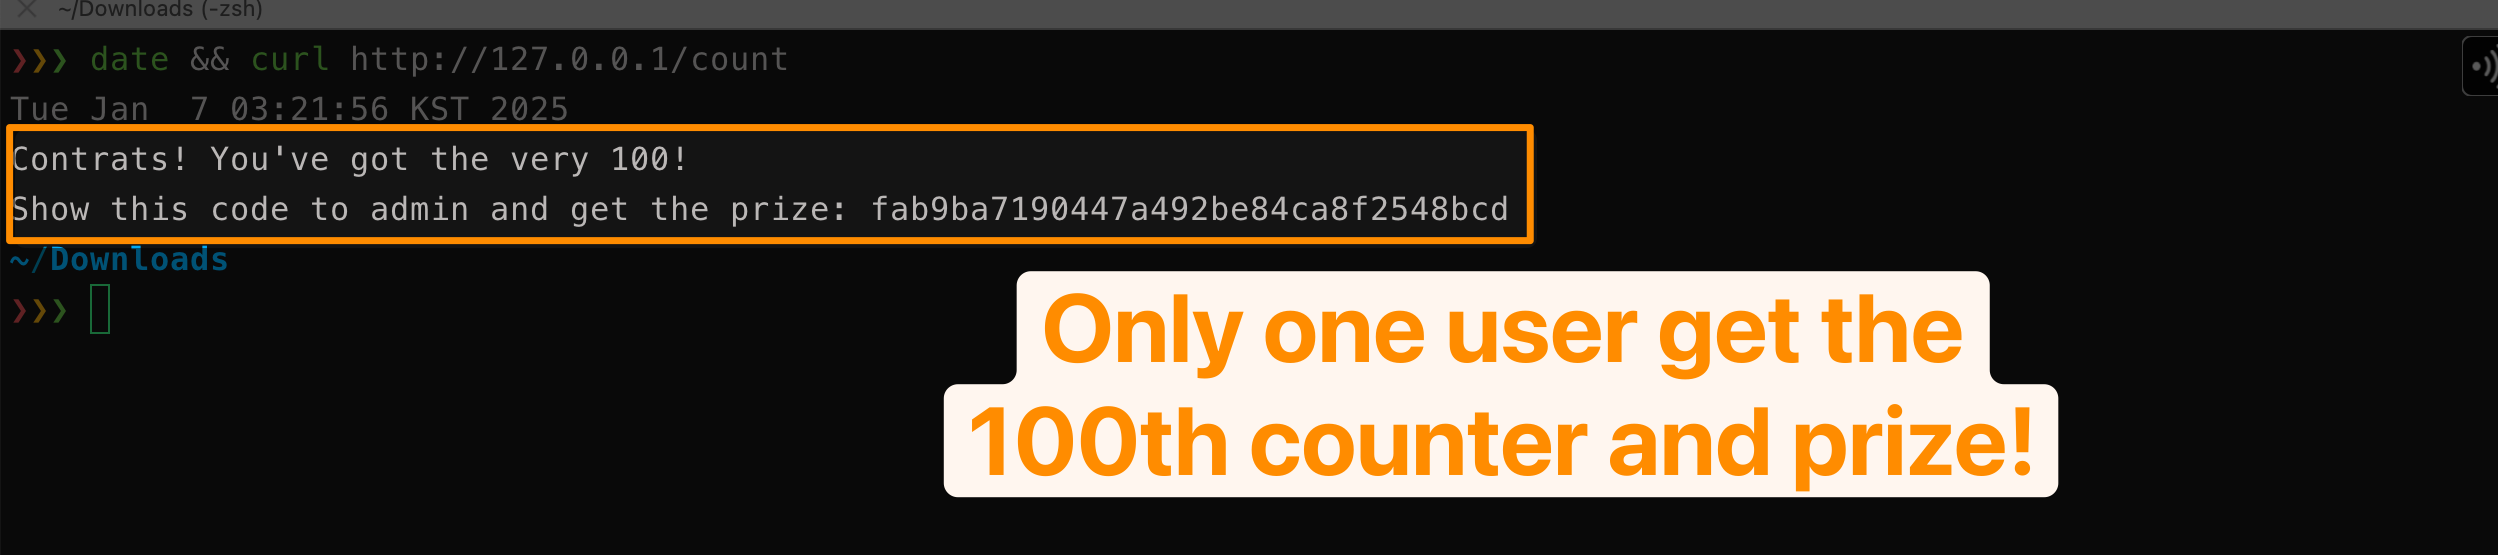 ~/Downloads (-zsh)
❯❯❯ date && curl http://127.0.0.1/count
Tue Jan  7 03:21:56 KST 2025
Contrats! You've got the very 100!
Show this code to admin and get the prize: fab9ba7190447a492be84ca8f2548bcd
~/Downloads
❯❯❯
Only one user get the
100th counter and prize!